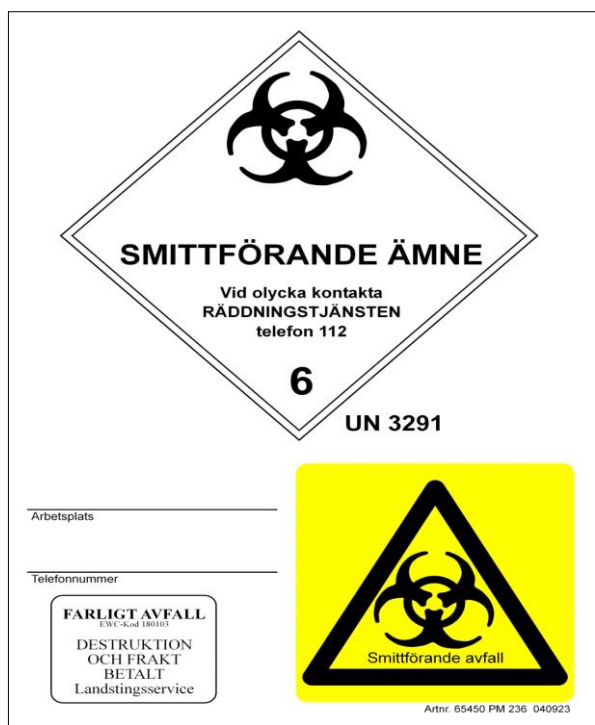 SMITTFÖRANDE ÄMNE
Vid olycka kontakta
RÄDDNINGSTJÄNSTEN
telefon 112
6
UN 3291
Arbetsplats
Telefonnummer
FARLIGT AVFALL
EWC-Kod 180103
DESTRUKTION
OCH FRAKT
BETALT
Landstingsservice
Smittförande avfall
Artnr. 65450 PM 236 040923